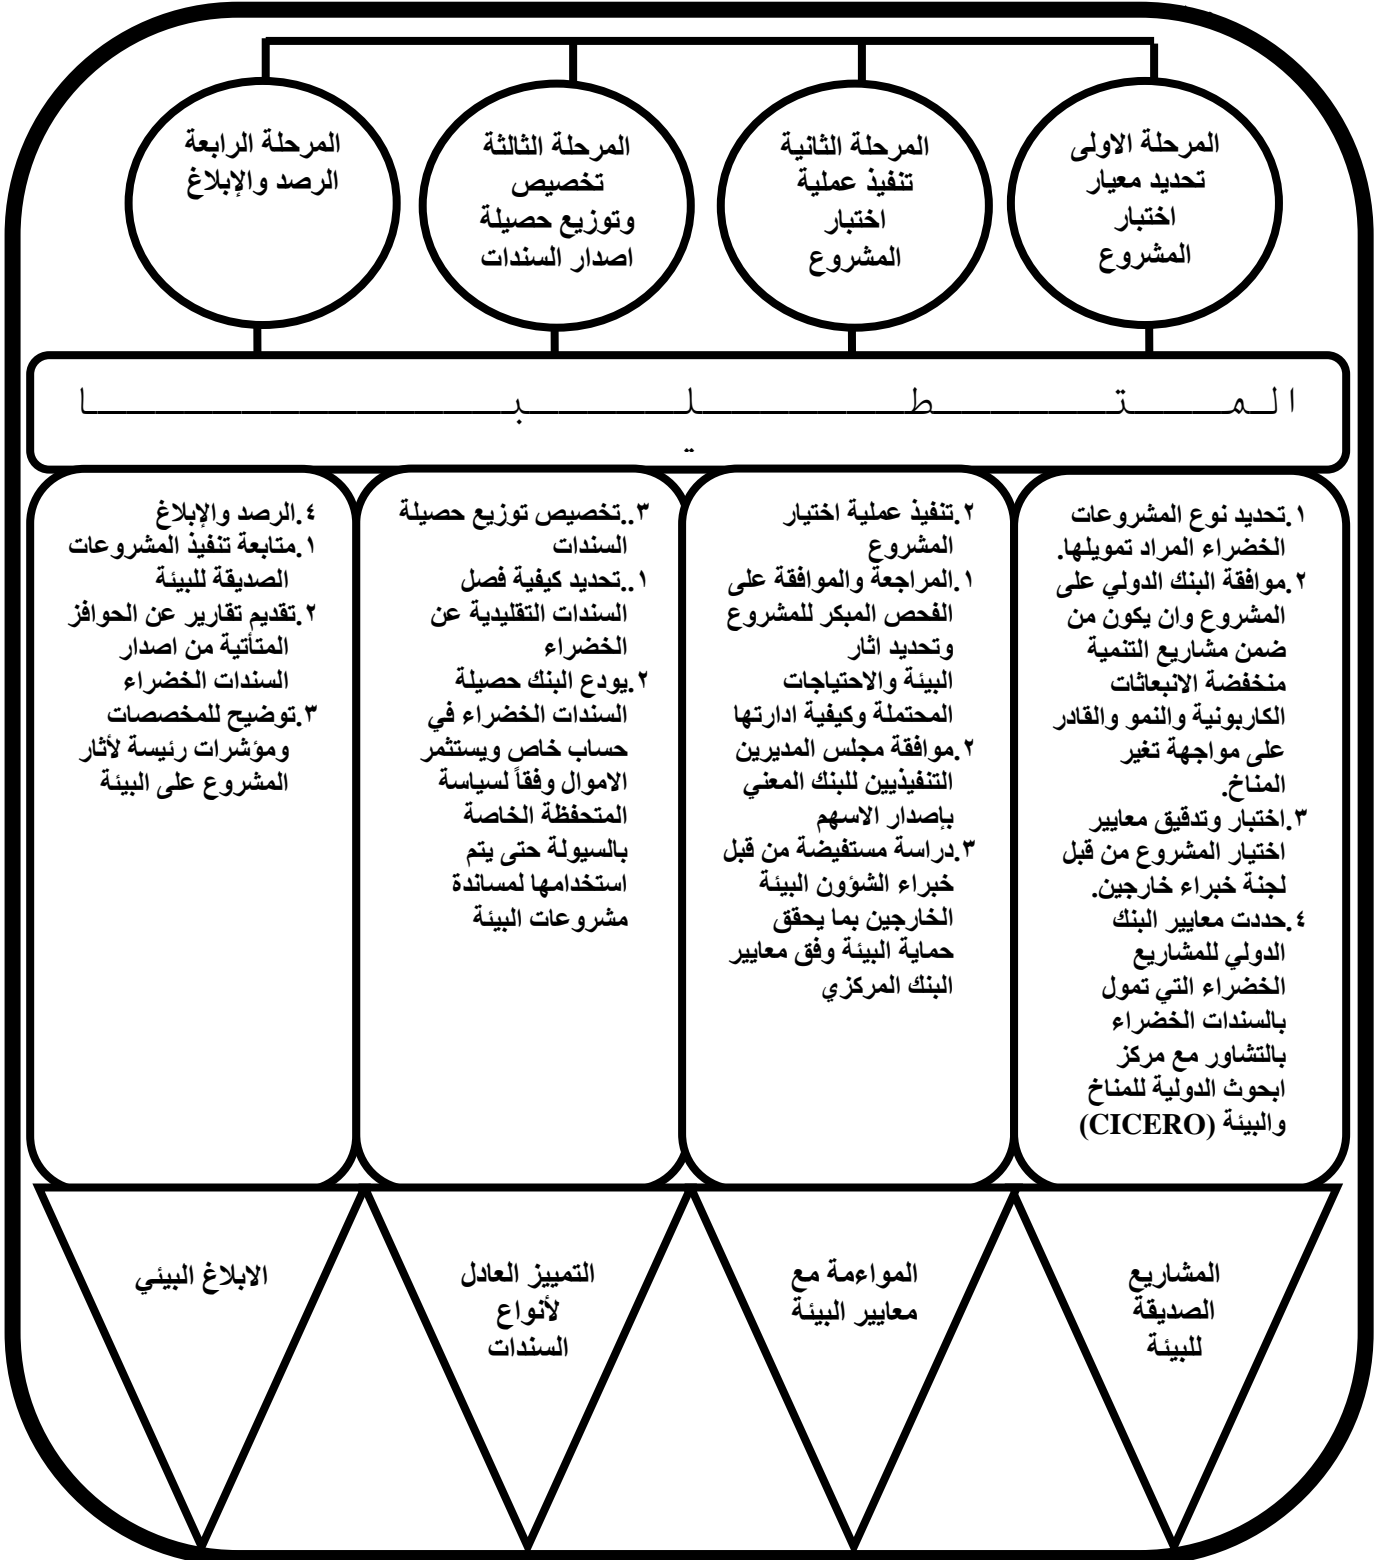 المرحلة الاولى
تحديد معيار
اختبار
المشروع
المرحلة الثانية
تنفيذ عملية
اختبار
المشروع
المرحلة الثالثة
تخصيص
وتوزيع حصيلة
اصدار السندات
المرحلة الرابعة
الرصد والإبلاغ
المـــــتـــــــطـــــــلـــــــبـــــــــــــــا
ت
١.تحديد نوع المشروعات
الخضراء المراد تمويلها.
٢.موافقة البنك الدولي على
المشروع وان يكون من
ضمن مشاريع التنمية
منخفضة الانبعاثات
الكاربونية والنمو والقادر
على مواجهة تغير
المناخ.
٣.اختبار وتدقيق معايير
اختيار المشروع من قبل
لجنة خبراء خارجين.
٤.حددت معايير البنك
الدولي للمشاريع
الخضراء التي تمول
بالسندات الخضراء
بالتشاور مع مركز
ابحوث الدولية للمناخ
والبيئة (CICERO)
٢.تنفيذ عملية اختيار
المشروع
١.المراجعة والموافقة على
الفحص المبكر للمشروع
وتحديد اثار
البيئة والاحتياجات
المحتملة وكيفية ادارتها
٢.موافقة مجلس المديرين
التنفيذيين للبنك المعني
بإصدار الاسهم
٣.دراسة مستفيضة من قبل
خبراء الشؤون البيئة
الخارجين بما يحقق
حماية البيئة وفق معايير
البنك المركزي
٣..تخصيص توزيع حصيلة
السندات
١..تحديد كيفية فصل
السندات التقليدية عن
الخضراء
٢.يودع البنك حصيلة
السندات الخضراء في
حساب خاص ويستثمر
الاموال وفقاً لسياسة
المتحفظة الخاصة
بالسيولة حتى يتم
استخدامها لمساندة
مشروعات البيئة
٤.الرصد والإبلاغ
١.متابعة تنفيذ المشروعات
الصديقة للبيئة
٢.تقديم تقارير عن الحوافز
المتأتية من اصدار
السندات الخضراء
٣.توضيح للمخصصات
ومؤشرات رئيسة لأثار
المشروع على البيئة
المشاريع
الصديقة
للبيئة
المواءمة مع
معايير البيئة
التمييز العادل
لأنواع
السندات
الابلاغ البيئي